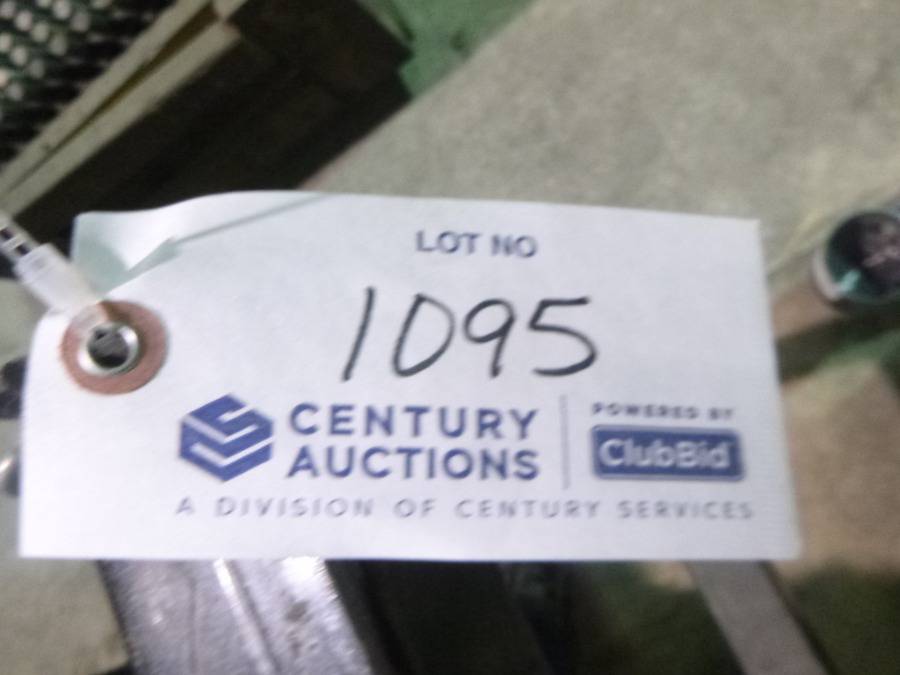 LOT NO
1095
CENTURY
AUCTIONS
POWERED BY
ClubBid
A DIVISION OF CENTURY SERVICES